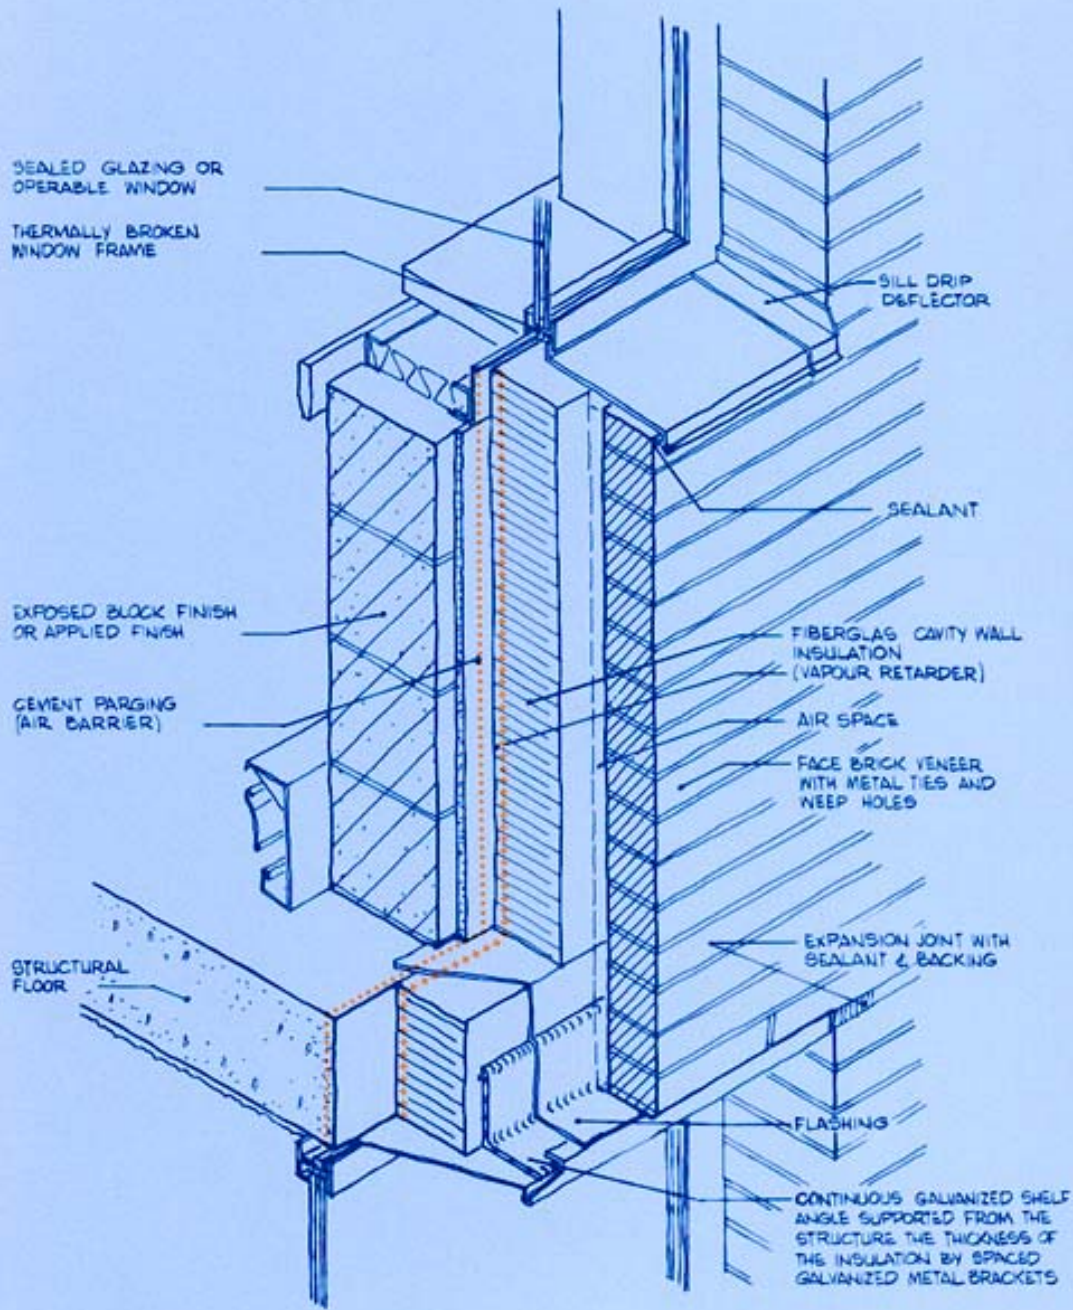 SEALED GLAZING OR
OPERABLE WINDOW
THERMALLY BROKEN
WINDOW FRAME
SILL DRIP
DEFLECTOR
SEALANT
EXPOSED BLOCK FINISH
OR APPLIED FINISH
CEMENT PARGING
(AIR BARRIER)
FIBERGLAS CAVITY WALL
INSULATION
(VAPOUR RETARDER)
AIR SPACE
FACE BRICK VENEER
WITH METAL TIES AND
WEEP HOLES
STRUCTURAL
FLOOR
EXPANSION JOINT WITH
SEALANT & BACKING
FLASHING
CONTINUOUS GALVANIZED SHELF
ANGLE SUPPORTED FROM THE
STRUCTURE THE THICKNESS OF
THE INSULATION BY SPACED
GALVANIZED METAL BRACKETS